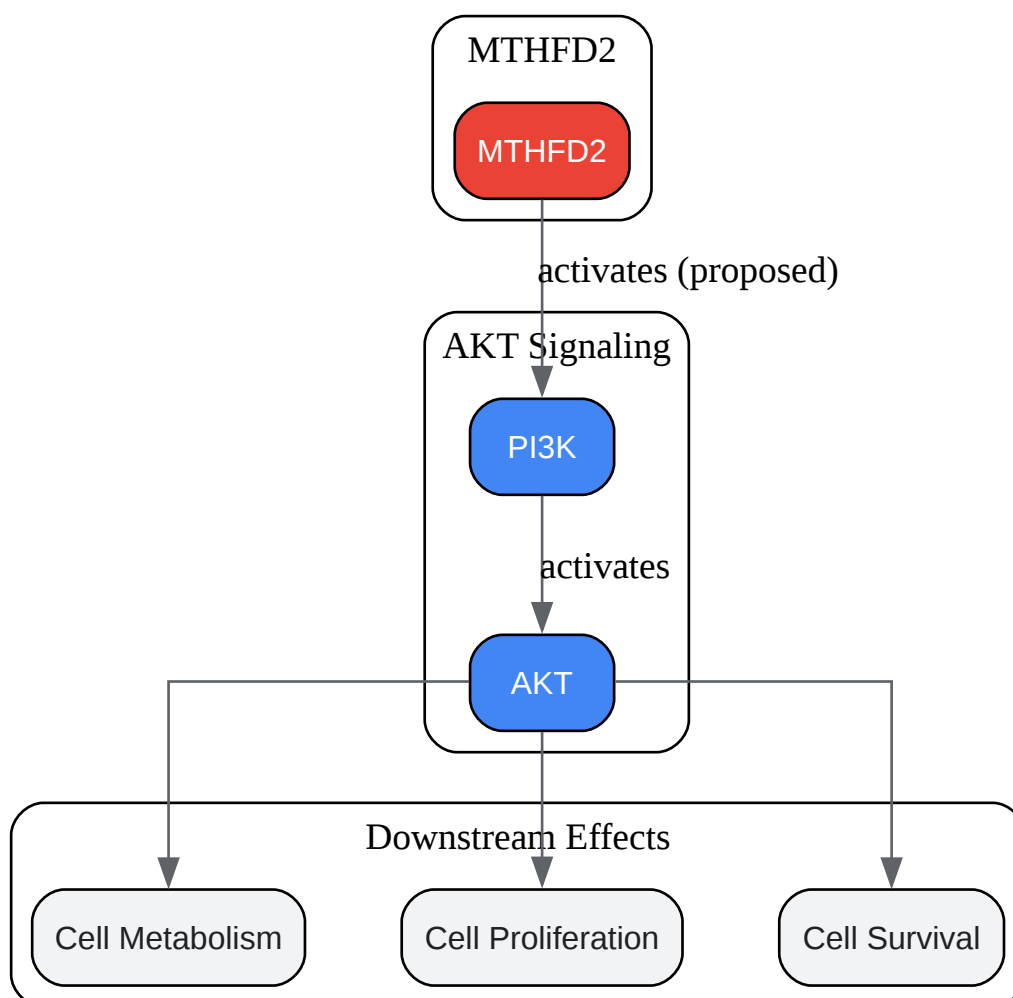 MTHFD2
MTHFD2
activates (proposed)
AKT Signaling
PI3K
activates
AKT
Downstream Effects
Cell Metabolism
Cell Proliferation
Cell Survival